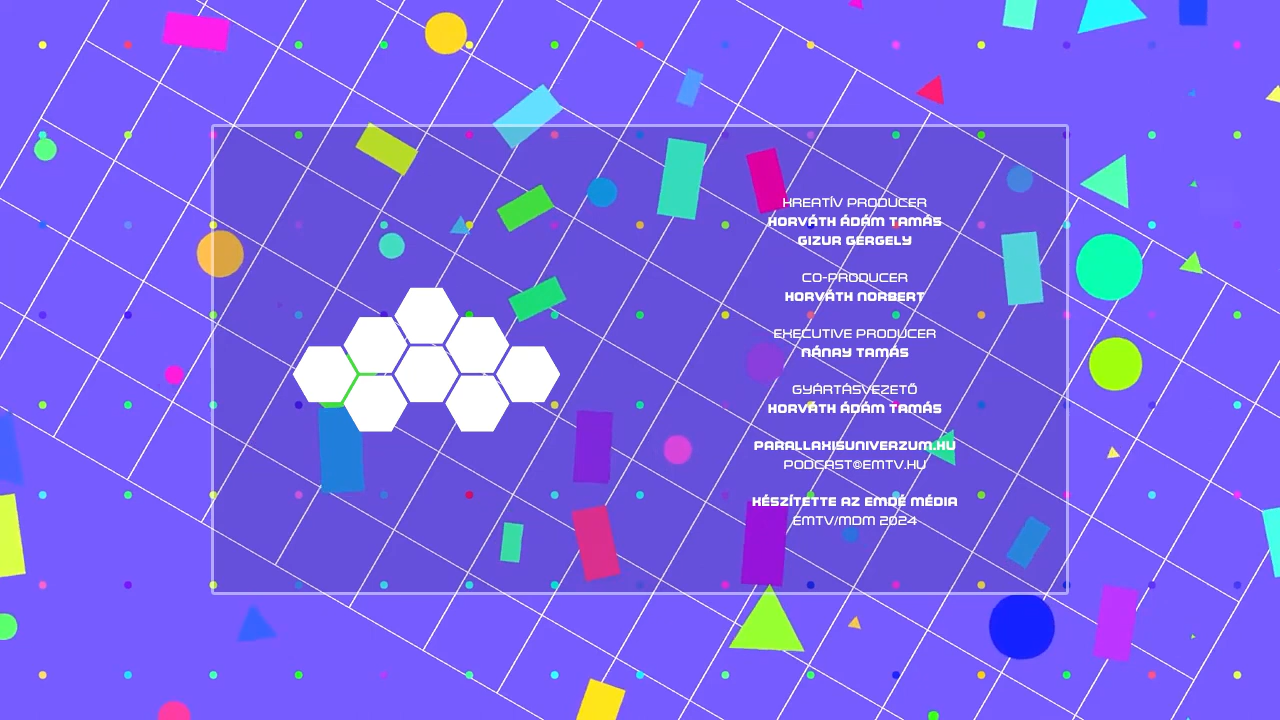 KREATÍV PRODUCER
HORVÁTH ÁDÁM TAMÁS
GIZUR GERGELY
CO-PRODUCER
HORVÁTH NORBERT
EXECUTIVE PRODUCER
NÁNAY TAMÁS
GYÁRTÁSVEZETŐ
HORVÁTH ÁDÁM TAMÁS
PARALLAXISUNIVERZUM.HU
PODCAST@EMTV.HU
KÉSZÍTETTE AZ EMDÉ MÉDIA
EMTV/MDM 2024